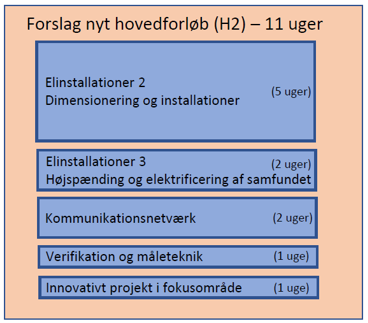 Forslag nyt hovedforløb (H2) – 11 uger
Elinstallationer 2
Dimensionering og installationer (5 uger)
Elinstallationer 3 (2 uger)
Højspænding og elektrificering af samfundet
Kommunikationsnetværk (2 uger)
Verifikation og måleteknik (1 uge)
Innovativt projekt i fokusområde (1 uge)